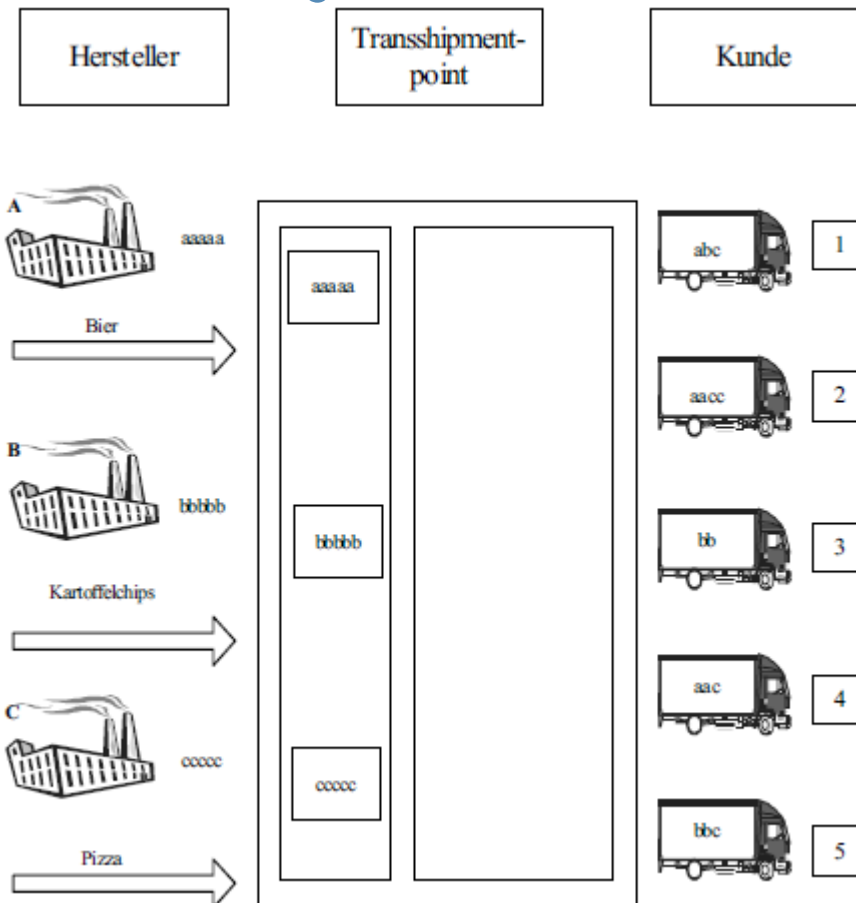 Hersteller
Transshipment-
point
Kunde
A
aaaaa
aaaaa
abc
1
Bier
aacc
2
B
bbbbb
bbbbb
bb
3
Kartoffelchips
aac
4
C
ccccc
ccccc
bbc
5
Pizza